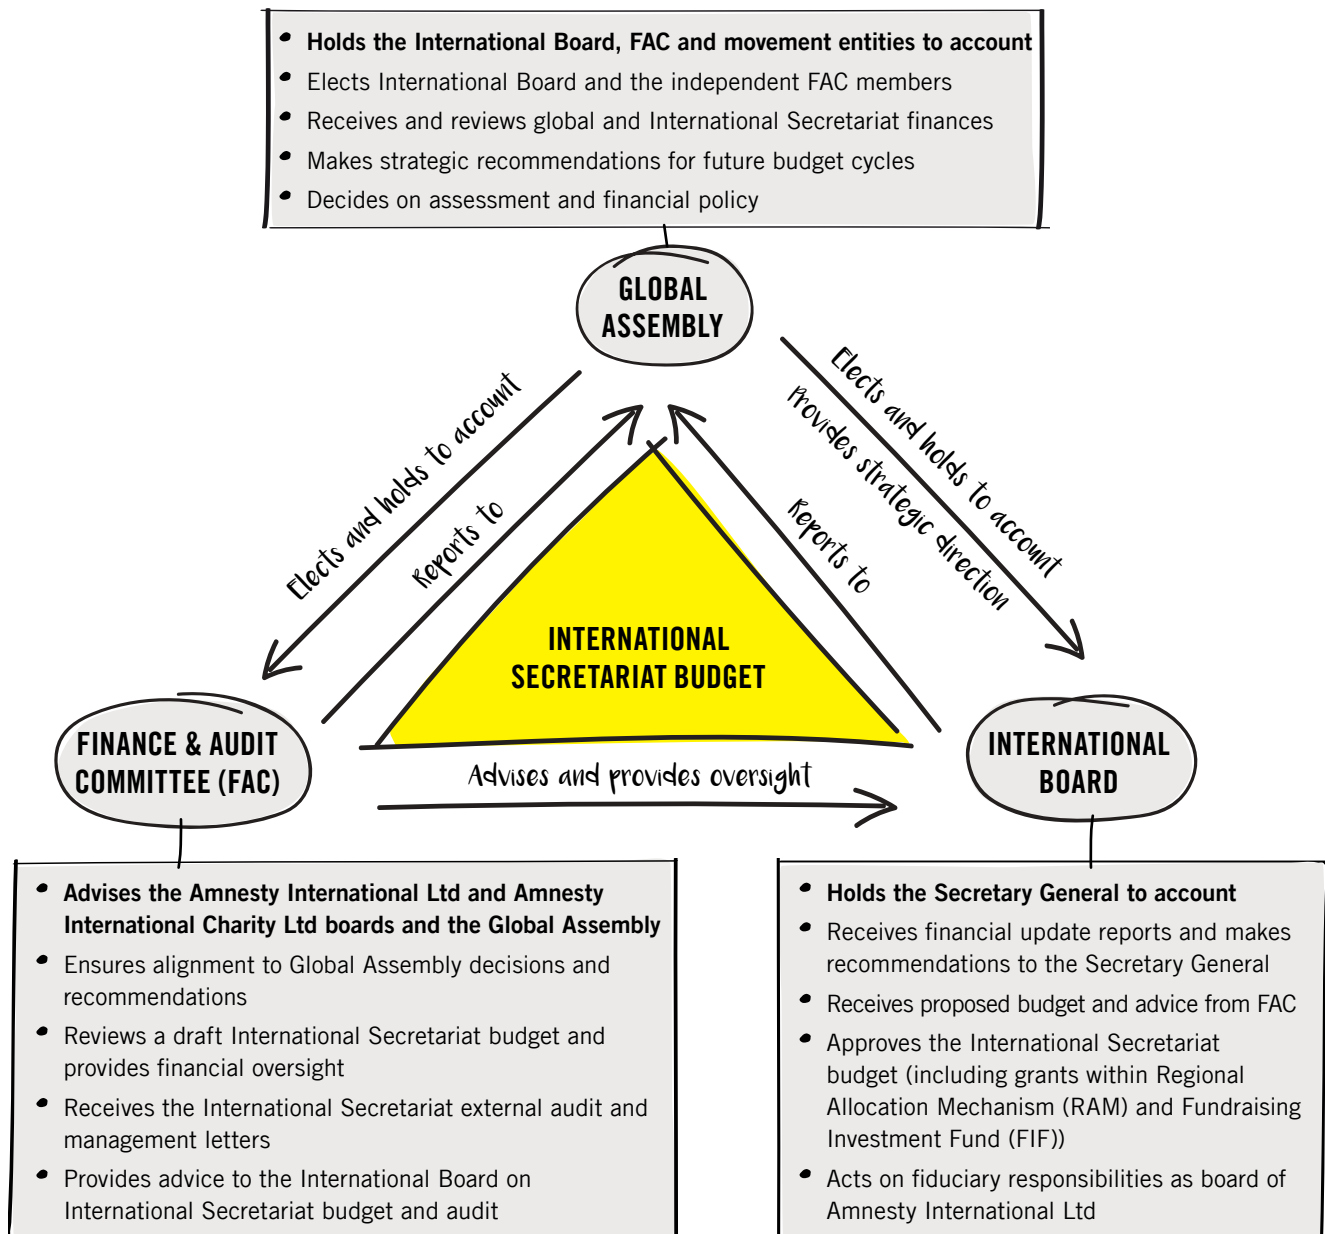 Holds the International Board, FAC and movement entities to account
Elects International Board and the independent FAC members
Receives and reviews global and International Secretariat finances
Makes strategic recommendations for future budget cycles
Decides on assessment and financial policy
GLOBAL
ASSEMBLY
Elects and holds to account
Reports to
Reports to
Provides strategic direction
Elects and holds to account
INTERNATIONAL
SECRETARIAT BUDGET
FINANCE & AUDIT
COMMITTEE (FAC)
Advises and provides oversight
INTERNATIONAL
BOARD
Advises the Amnesty International Ltd and Amnesty
International Charity Ltd boards and the Global Assembly
Ensures alignment to Global Assembly decisions and
recommendations
Reviews a draft International Secretariat budget and
provides financial oversight
Receives the International Secretariat external audit and
management letters
Provides advice to the International Board on
International Secretariat budget and audit
Holds the Secretary General to account
Receives financial update reports and makes
recommendations to the Secretary General
Receives proposed budget and advice from FAC
Approves the International Secretariat
budget (including grants within Regional
Allocation Mechanism (RAM) and Fundraising
Investment Fund (FIF))
Acts on fiduciary responsibilities as board of
Amnesty International Ltd